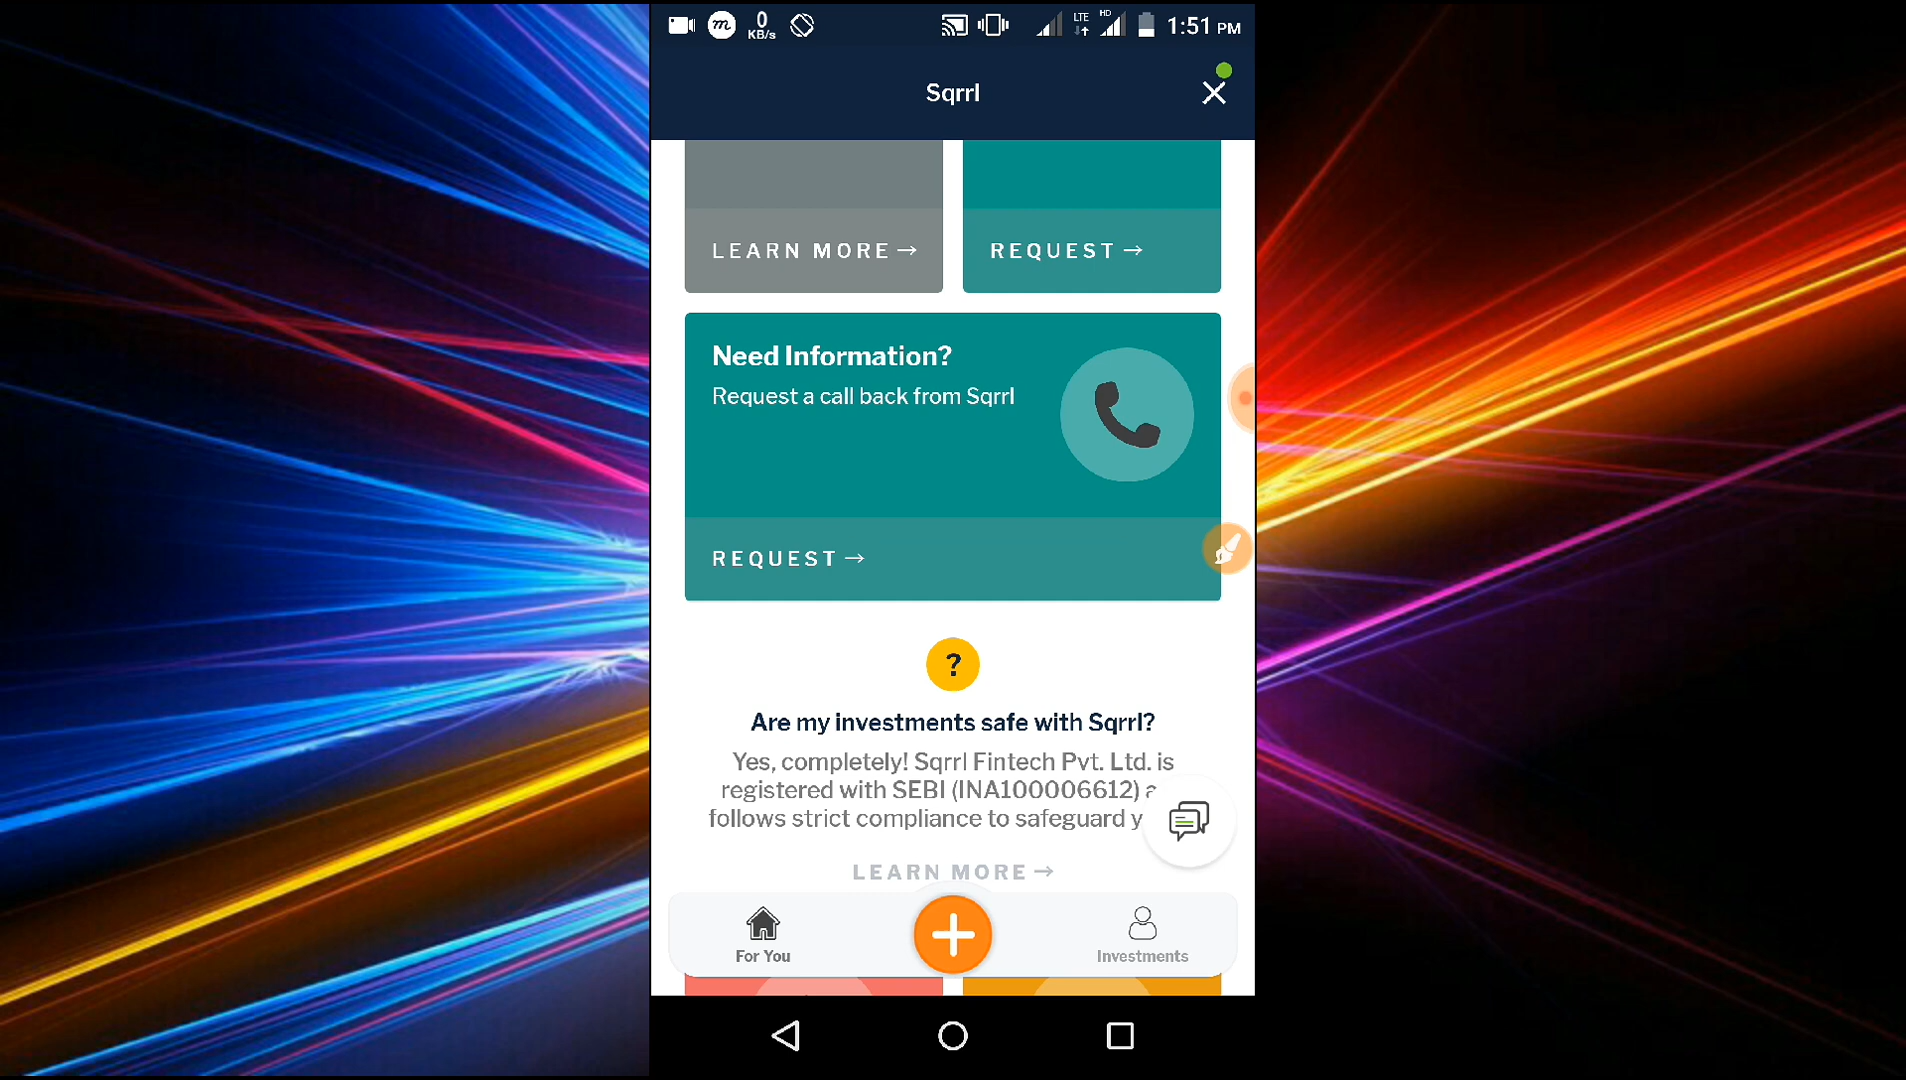 m
0
KB/s
LTE
HD
1:51 PM
Sqrrl
LEARN MORE →
REQUEST →
Need Information?
Request a call back from Sqrrl
REQUEST →
?
Are my investments safe with Sqrrl?
Yes, completely! Sqrrl Fintech Pvt. Ltd. is
registered with SEBI (INA100006612)
follows strict compliance to safeguard
LEARN MORE →
For You
Investments